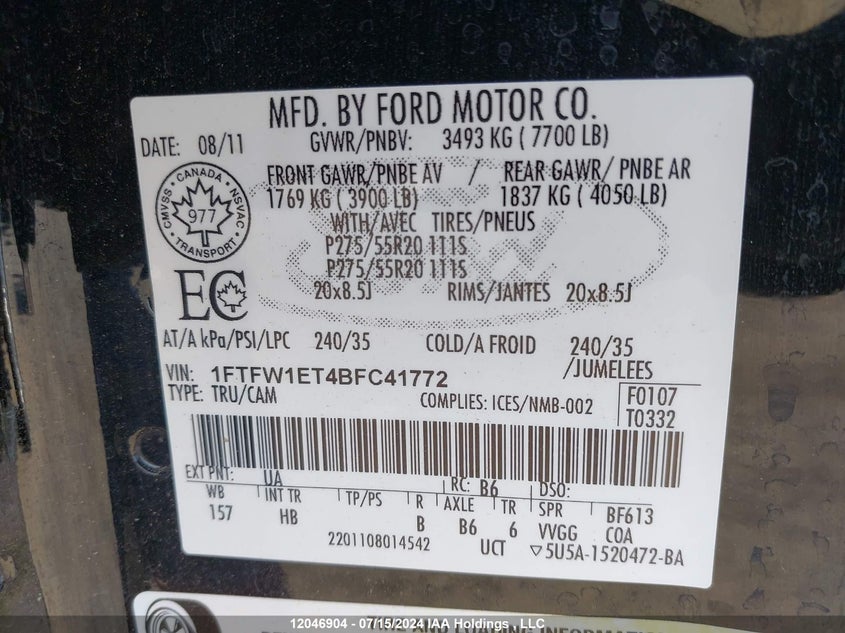 MFD. BY FORD MOTOR CO.
DATE: 08/11 GVWR/PNBV: 3493 KG ( 7700 LB)
FRONT GAWR/PNBE AV / REAR GAWR/ PNBE AR
1769 KG ( 3900 LB) 1837 KG ( 4050 LB)
WITH/AVEC TIRES/PNEUS
CMVSS · CANADA · NSVAC · TRANSPORT ·
977
P275/55R20 111S
P275/55R20 111S
EC
20x8.5J RIMS/JANTES 20x8.5J
AT/A kPa/PSI/LPC 240/35 COLD/A FROID 240/35
VIN: 1FTFW1ET4BFC41772 /JUMELEES
TYPE: TRU/CAM COMPLIES: ICES/NMB-002 F0107
T0332
EXT PNT: UA RC: B6 DSO:
WB INT TR TP/PS R AXLE TR SPR BF613
157 HB B B6 6 VVGG COA
2201108014542 UCT ▽5U5A-1520472-BA
12046904 - 07/15/2024 IAA Holdings , LLC